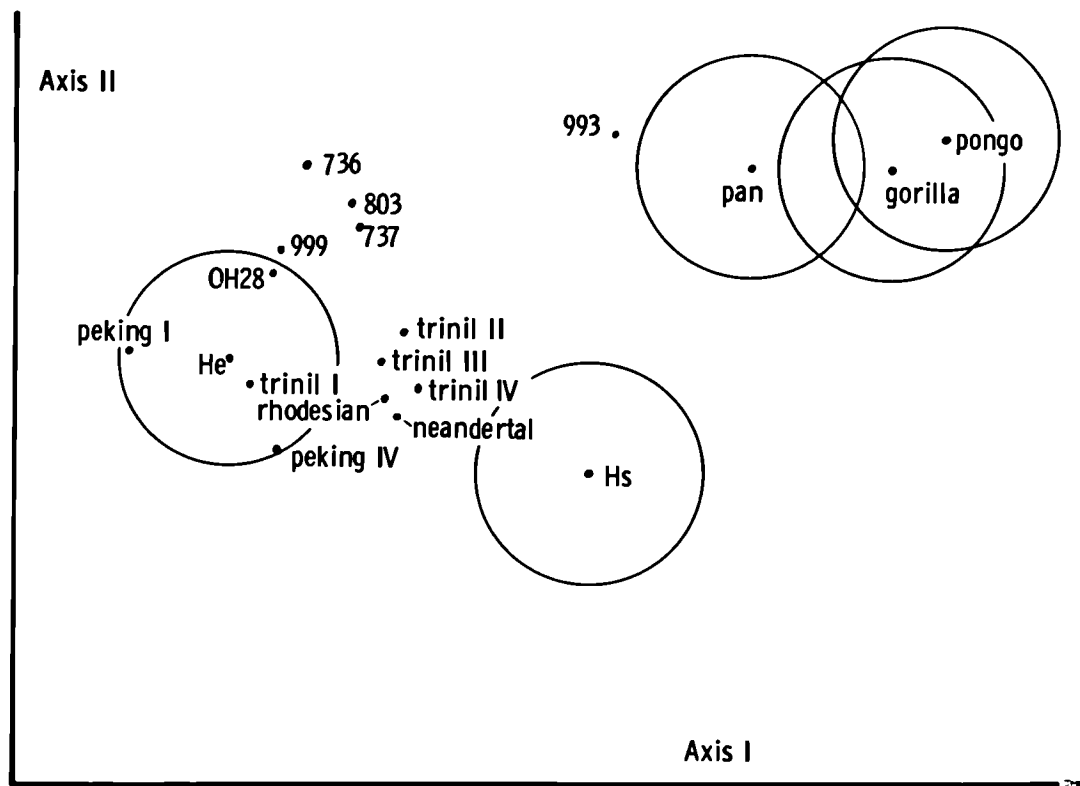 Axis II
993
pongo
736
pan
gorilla
803
737
999
OH28
peking I
trinil II
He
trinil III
trinil I
trinil IV
rhodesian
neandertal
peking IV
Hs
Axis I